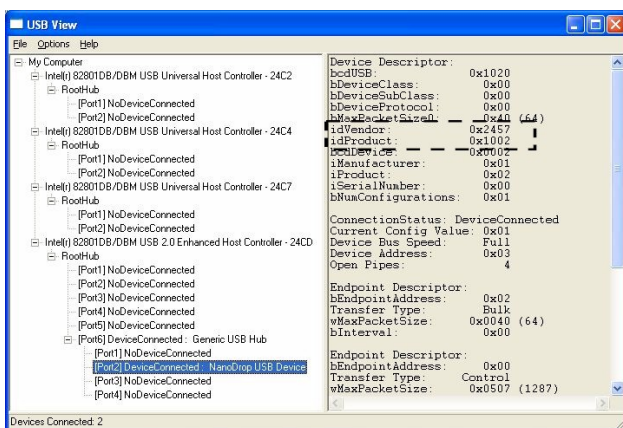 USB View
File Options Help
My Computer
Intel(r) 82801DB/DBM USB Universal Host Controller - 24C2
RootHub
[Port1] NoDeviceConnected
[Port2] NoDeviceConnected
Intel(r) 82801DB/DBM USB Universal Host Controller - 24C4
RootHub
[Port1] NoDeviceConnected
[Port2] NoDeviceConnected
Intel(r) 82801DB/DBM USB Universal Host Controller - 24C7
RootHub
[Port1] NoDeviceConnected
[Port2] NoDeviceConnected
Intel(r) 82801DB/DBM USB 2.0 Enhanced Host Controller - 24CD
RootHub
[Port1] NoDeviceConnected
[Port2] NoDeviceConnected
[Port3] NoDeviceConnected
[Port4] NoDeviceConnected
[Port5] NoDeviceConnected
[Port6] DeviceConnected : Generic USB Hub
[Port1] NoDeviceConnected
[Port2] DeviceConnected : NanoDrop USB Device
[Port3] NoDeviceConnected
[Port4] NoDeviceConnected
Device Descriptor:
bcdUSB: 0x1020
bDeviceClass: 0x00
bDeviceSubClass: 0x00
bDeviceProtocol: 0x00
bMaxPacketSize0: 0x40 (64)
idVendor: 0x2457
idProduct: 0x1002
bcdDevice: 0x0002
iManufacturer: 0x01
iProduct: 0x02
iSerialNumber: 0x00
bNumConfigurations: 0x01
ConnectionStatus: DeviceConnected
Current Config Value: 0x01
Device Bus Speed: Full
Device Address: 0x03
Open Pipes: 4
Endpoint Descriptor:
bEndpointAddress: 0x02
Transfer Type: Bulk
wMaxPacketSize: 0x0040 (64)
bInterval: 0x00
Endpoint Descriptor:
bEndpointAddress: 0x00
Transfer Type: Control
wMaxPacketSize: 0x0507 (1287)
Devices Connected: 2